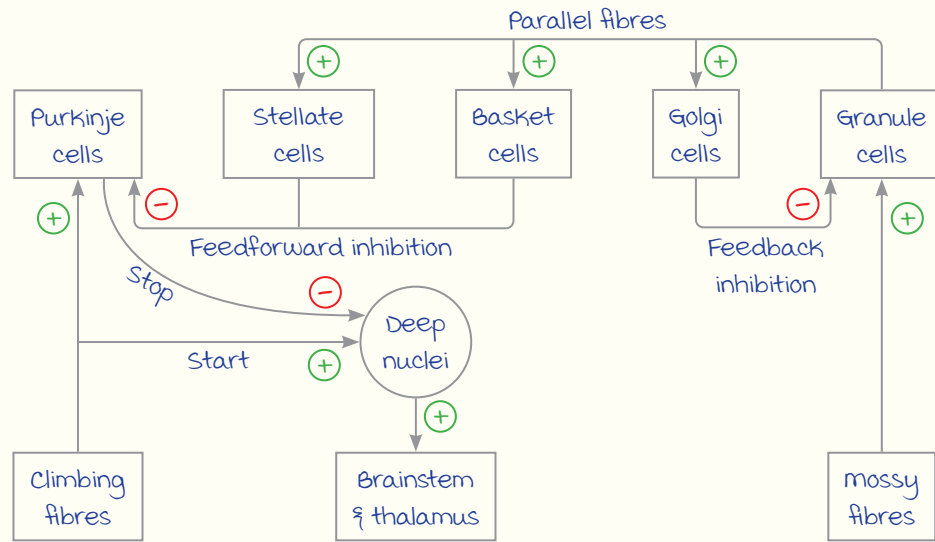 Parallel fibres
+
+
+
Purkinje
cells
Stellate
cells
Basket
cells
Golgi
cells
Granule
cells
+
−
−
+
Feedforward inhibition
Feedback
inhibition
Stop
−
Deep
nuclei
Start
+
+
Climbing
fibres
Brainstem
& thalamus
mossy
fibres